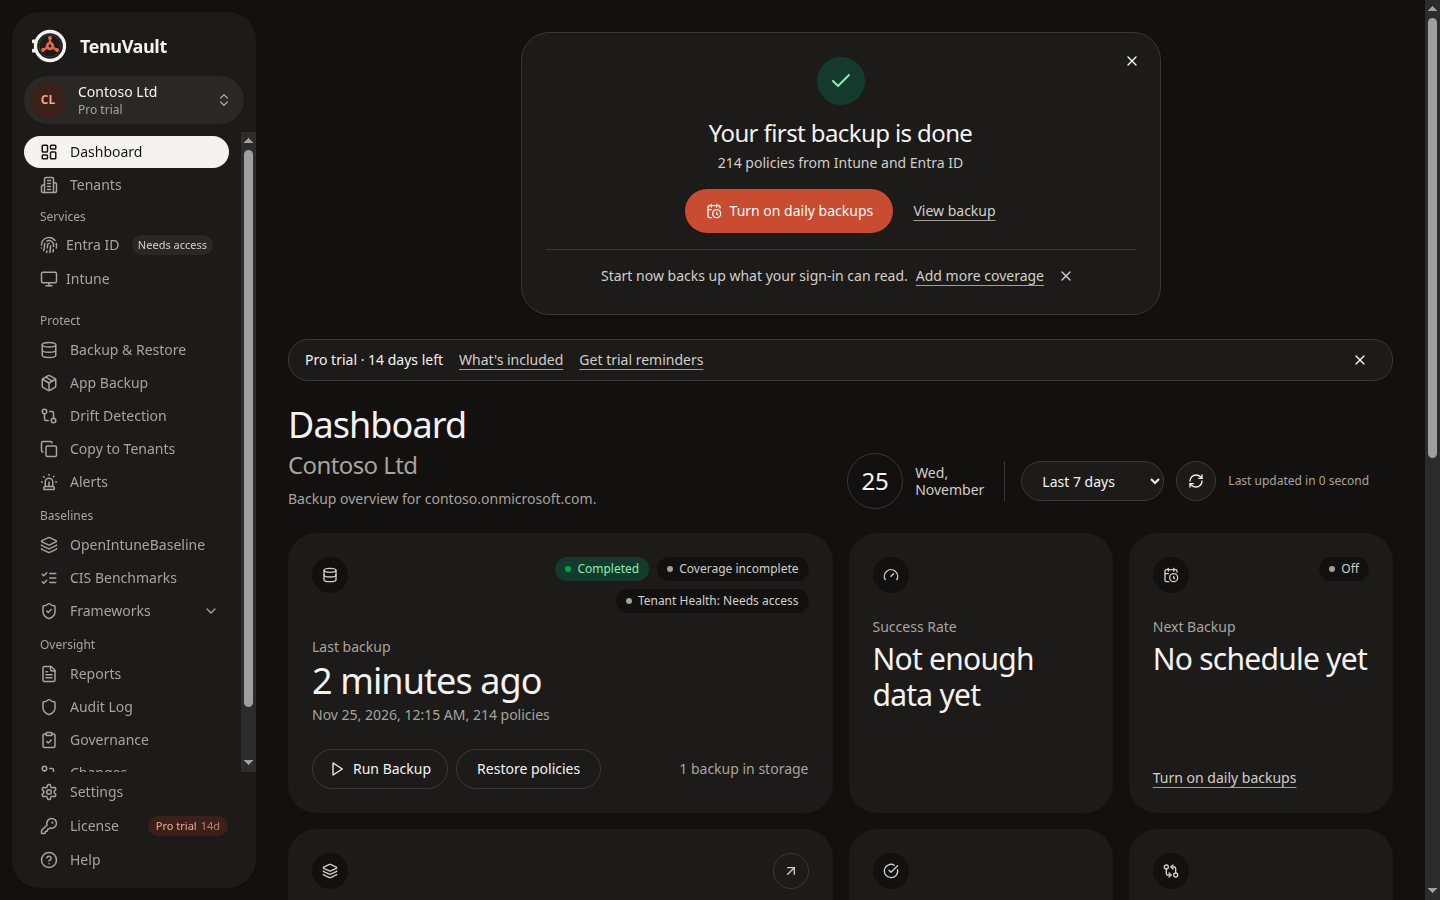 TenuVault
CL
Contoso Ltd
Pro trial
Dashboard
Tenants
Services
Entra ID
Needs access
Intune
Protect
Backup & Restore
App Backup
Drift Detection
Copy to Tenants
Alerts
Baselines
OpenIntuneBaseline
CIS Benchmarks
Frameworks
Oversight
Reports
Audit Log
Governance
Changes
Settings
License
Pro trial 14d
Help
Your first backup is done
214 policies from Intune and Entra ID
Turn on daily backups
View backup
Start now backs up what your sign-in can read. Add more coverage
Pro trial · 14 days left What's included Get trial reminders
Dashboard
Contoso Ltd
Backup overview for contoso.onmicrosoft.com.
25
Wed,
November
Last 7 days
Last updated in 0 second
Completed
Coverage incomplete
Tenant Health: Needs access
Last backup
2 minutes ago
Nov 25, 2026, 12:15 AM, 214 policies
Run Backup
Restore policies
1 backup in storage
Success Rate
Not enough
data yet
Off
Next Backup
No schedule yet
Turn on daily backups